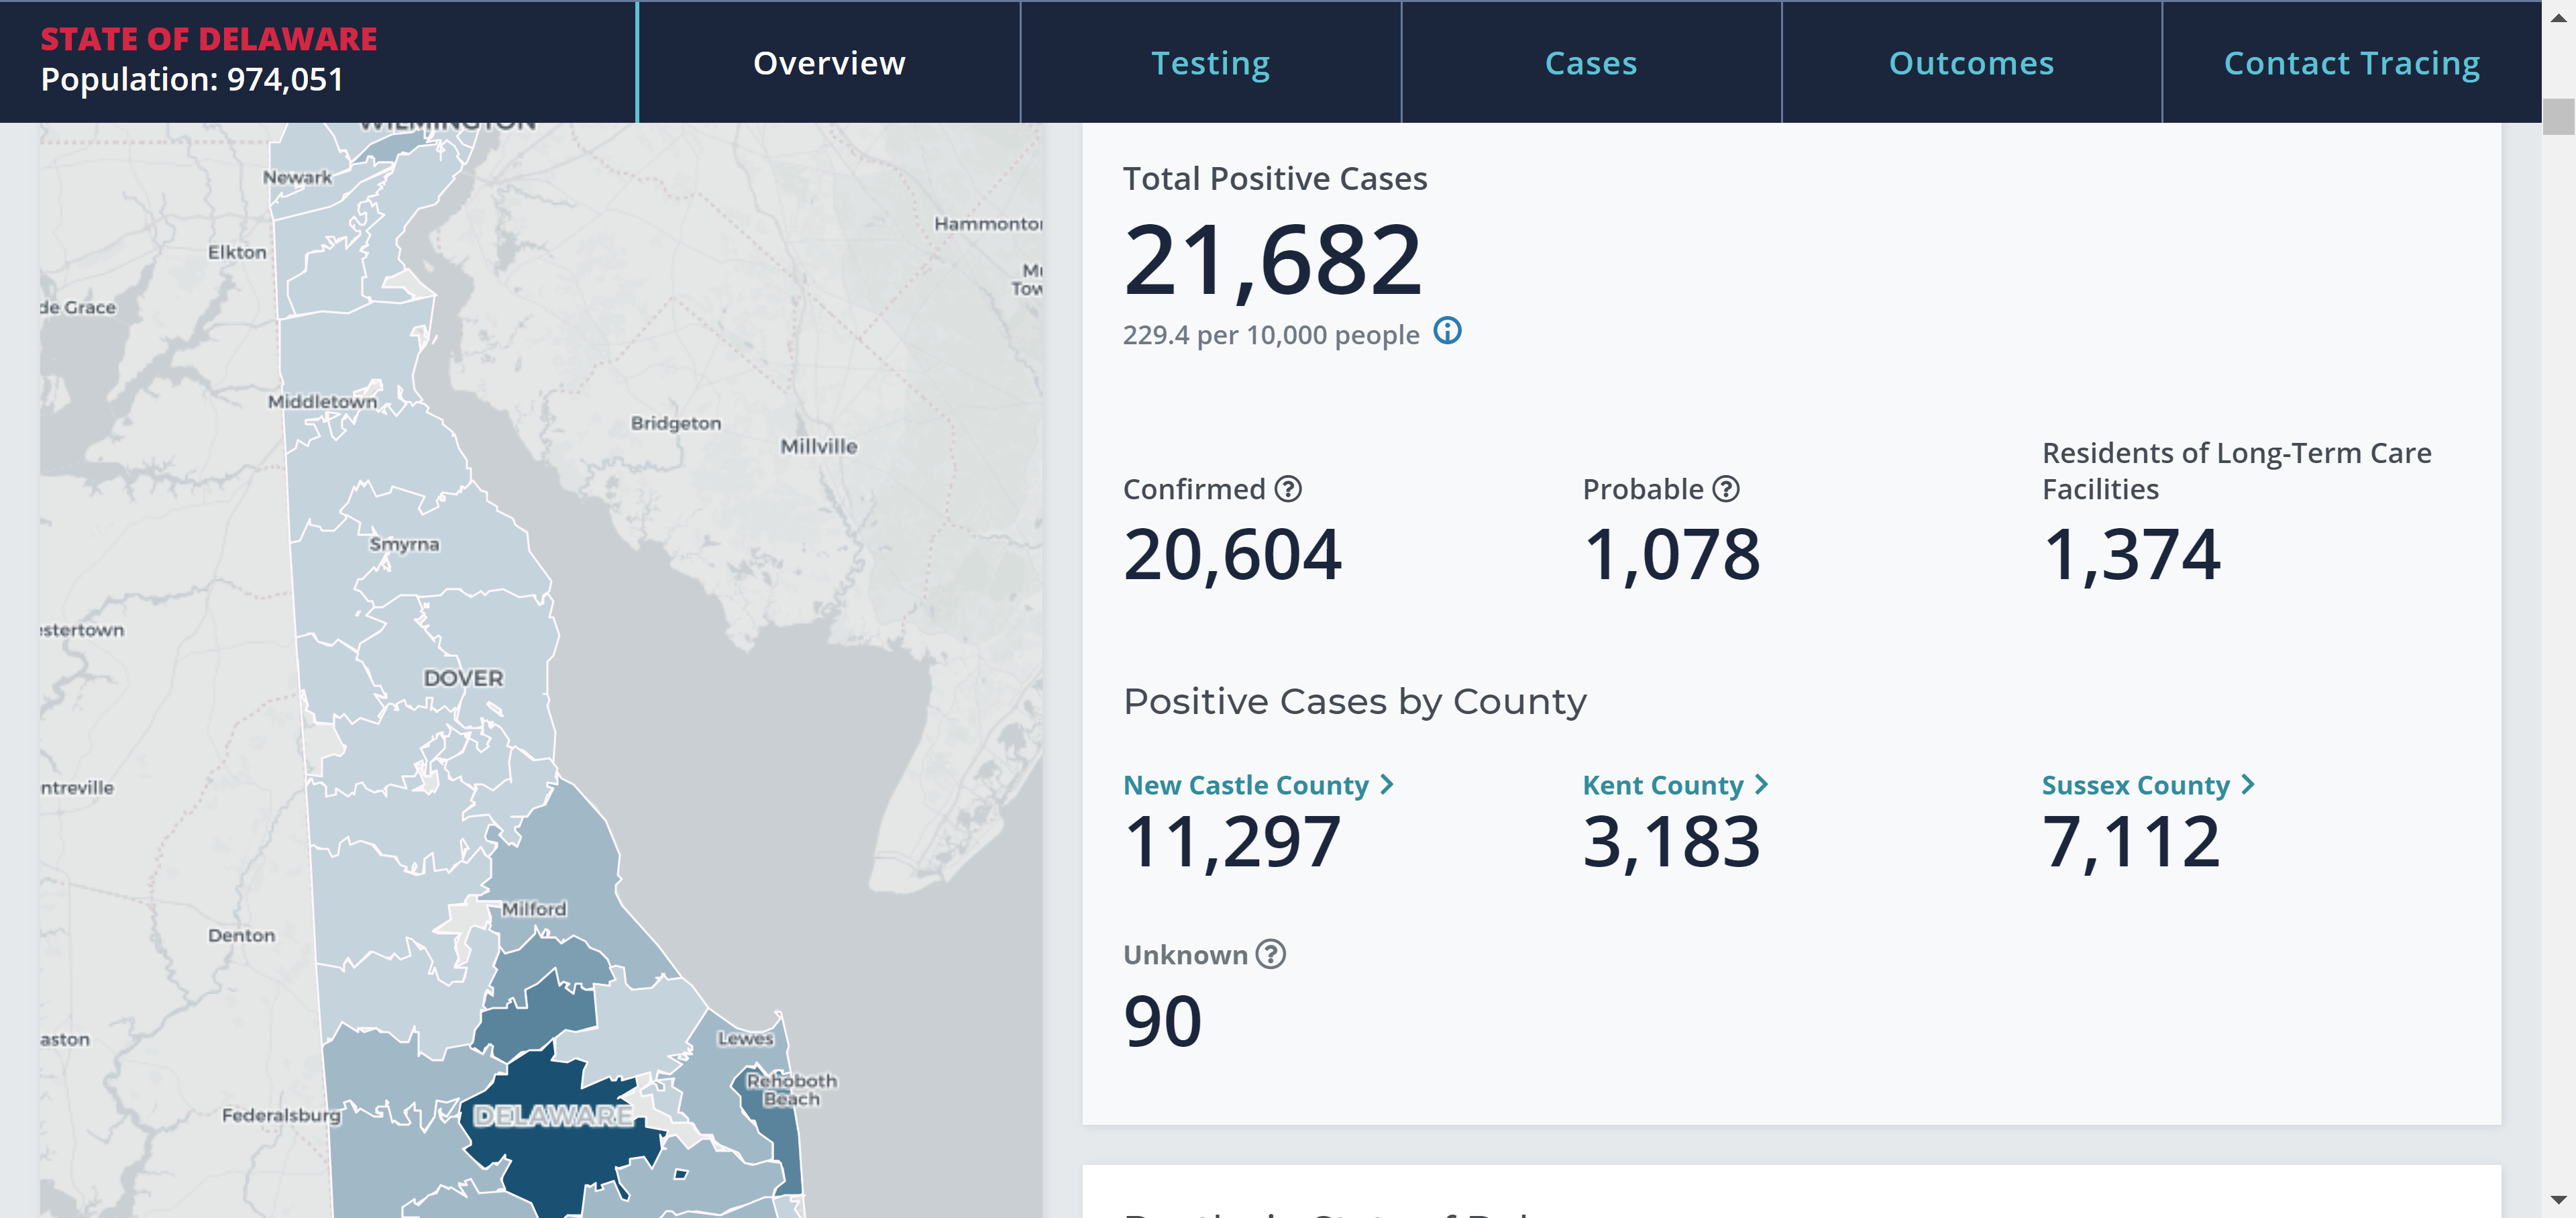 STATE OF DELAWARE
Population: 974,051
Overview
Testing
Cases
Outcomes
Contact Tracing
WILMINGTON
Newark
Elkton
de Grace
Middletown
Smyrna
DOVER
stertown
ntreville
Milford
Denton
aston
Lewes
Rehoboth
Beach
Federalsburg
DELAWARE
Bridgeton
Millville
Hammonto
Tow
Total Positive Cases
21,682
229.4 per 10,000 people
Confirmed
20,604
Probable
1,078
Residents of Long-Term Care
Facilities
1,374
Positive Cases by County
New Castle County
11,297
Kent County
3,183
Sussex County
7,112
Unknown
90